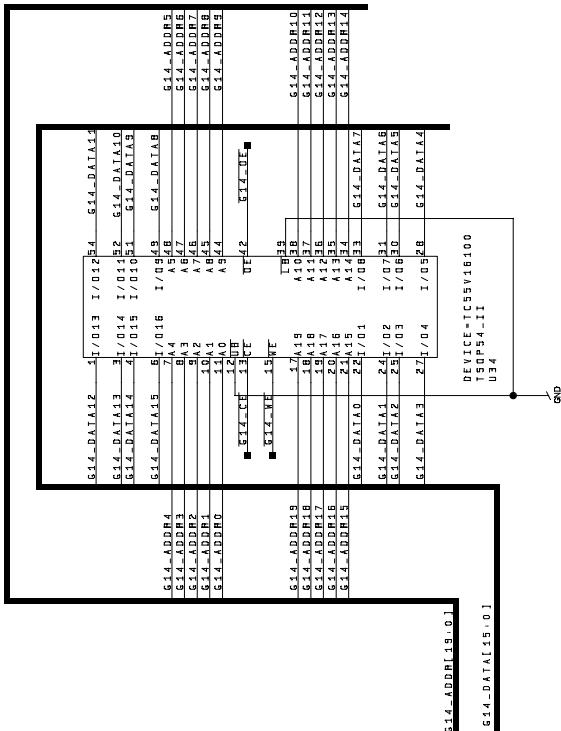 G14_ADDR5
G14_ADDR6
G14_ADDR7
G14_ADDR8
G14_ADDR9
G14_ADDR10
G14_ADDR11
G14_ADDR12
G14_ADDR13
G14_ADDR14
G14_DATA11
G14_DATA10
G14_DATA9
G14_DATA8
G14_OE
G14_DATA7
G14_DATA6
G14_DATA5
G14_DATA4
54
52
51
49
48
47
46
45
44
42
39
38
37
36
35
34
33
31
30
28
I/O12
I/O11
I/O10
I/O9
A5
A6
A7
A8
A9
OE
LB
A10
A11
A12
A13
A14
I/O8
I/O7
I/O6
I/O5
I/O13
I/O14
I/O15
I/O16
A4
A3
A2
A1
A0
UB
CE
WE
A19
A18
A17
A16
A15
I/O1
I/O2
I/O3
I/O4
1
3
4
6
7
8
9
10
11
12
13
15
17
18
19
20
21
22
24
25
27
G14_DATA12
G14_DATA13
G14_DATA14
G14_DATA15
G14_CE
G14_WE
G14_DATA0
G14_DATA1
G14_DATA2
G14_DATA3
G14_ADDR4
G14_ADDR3
G14_ADDR2
G14_ADDR1
G14_ADDR0
G14_ADDR19
G14_ADDR18
G14_ADDR17
G14_ADDR16
G14_ADDR15
DEVICE=TC55V16100
TSOP54_II
U34
GND
G14_ADDR[19:0]
G14_DATA[15:0]